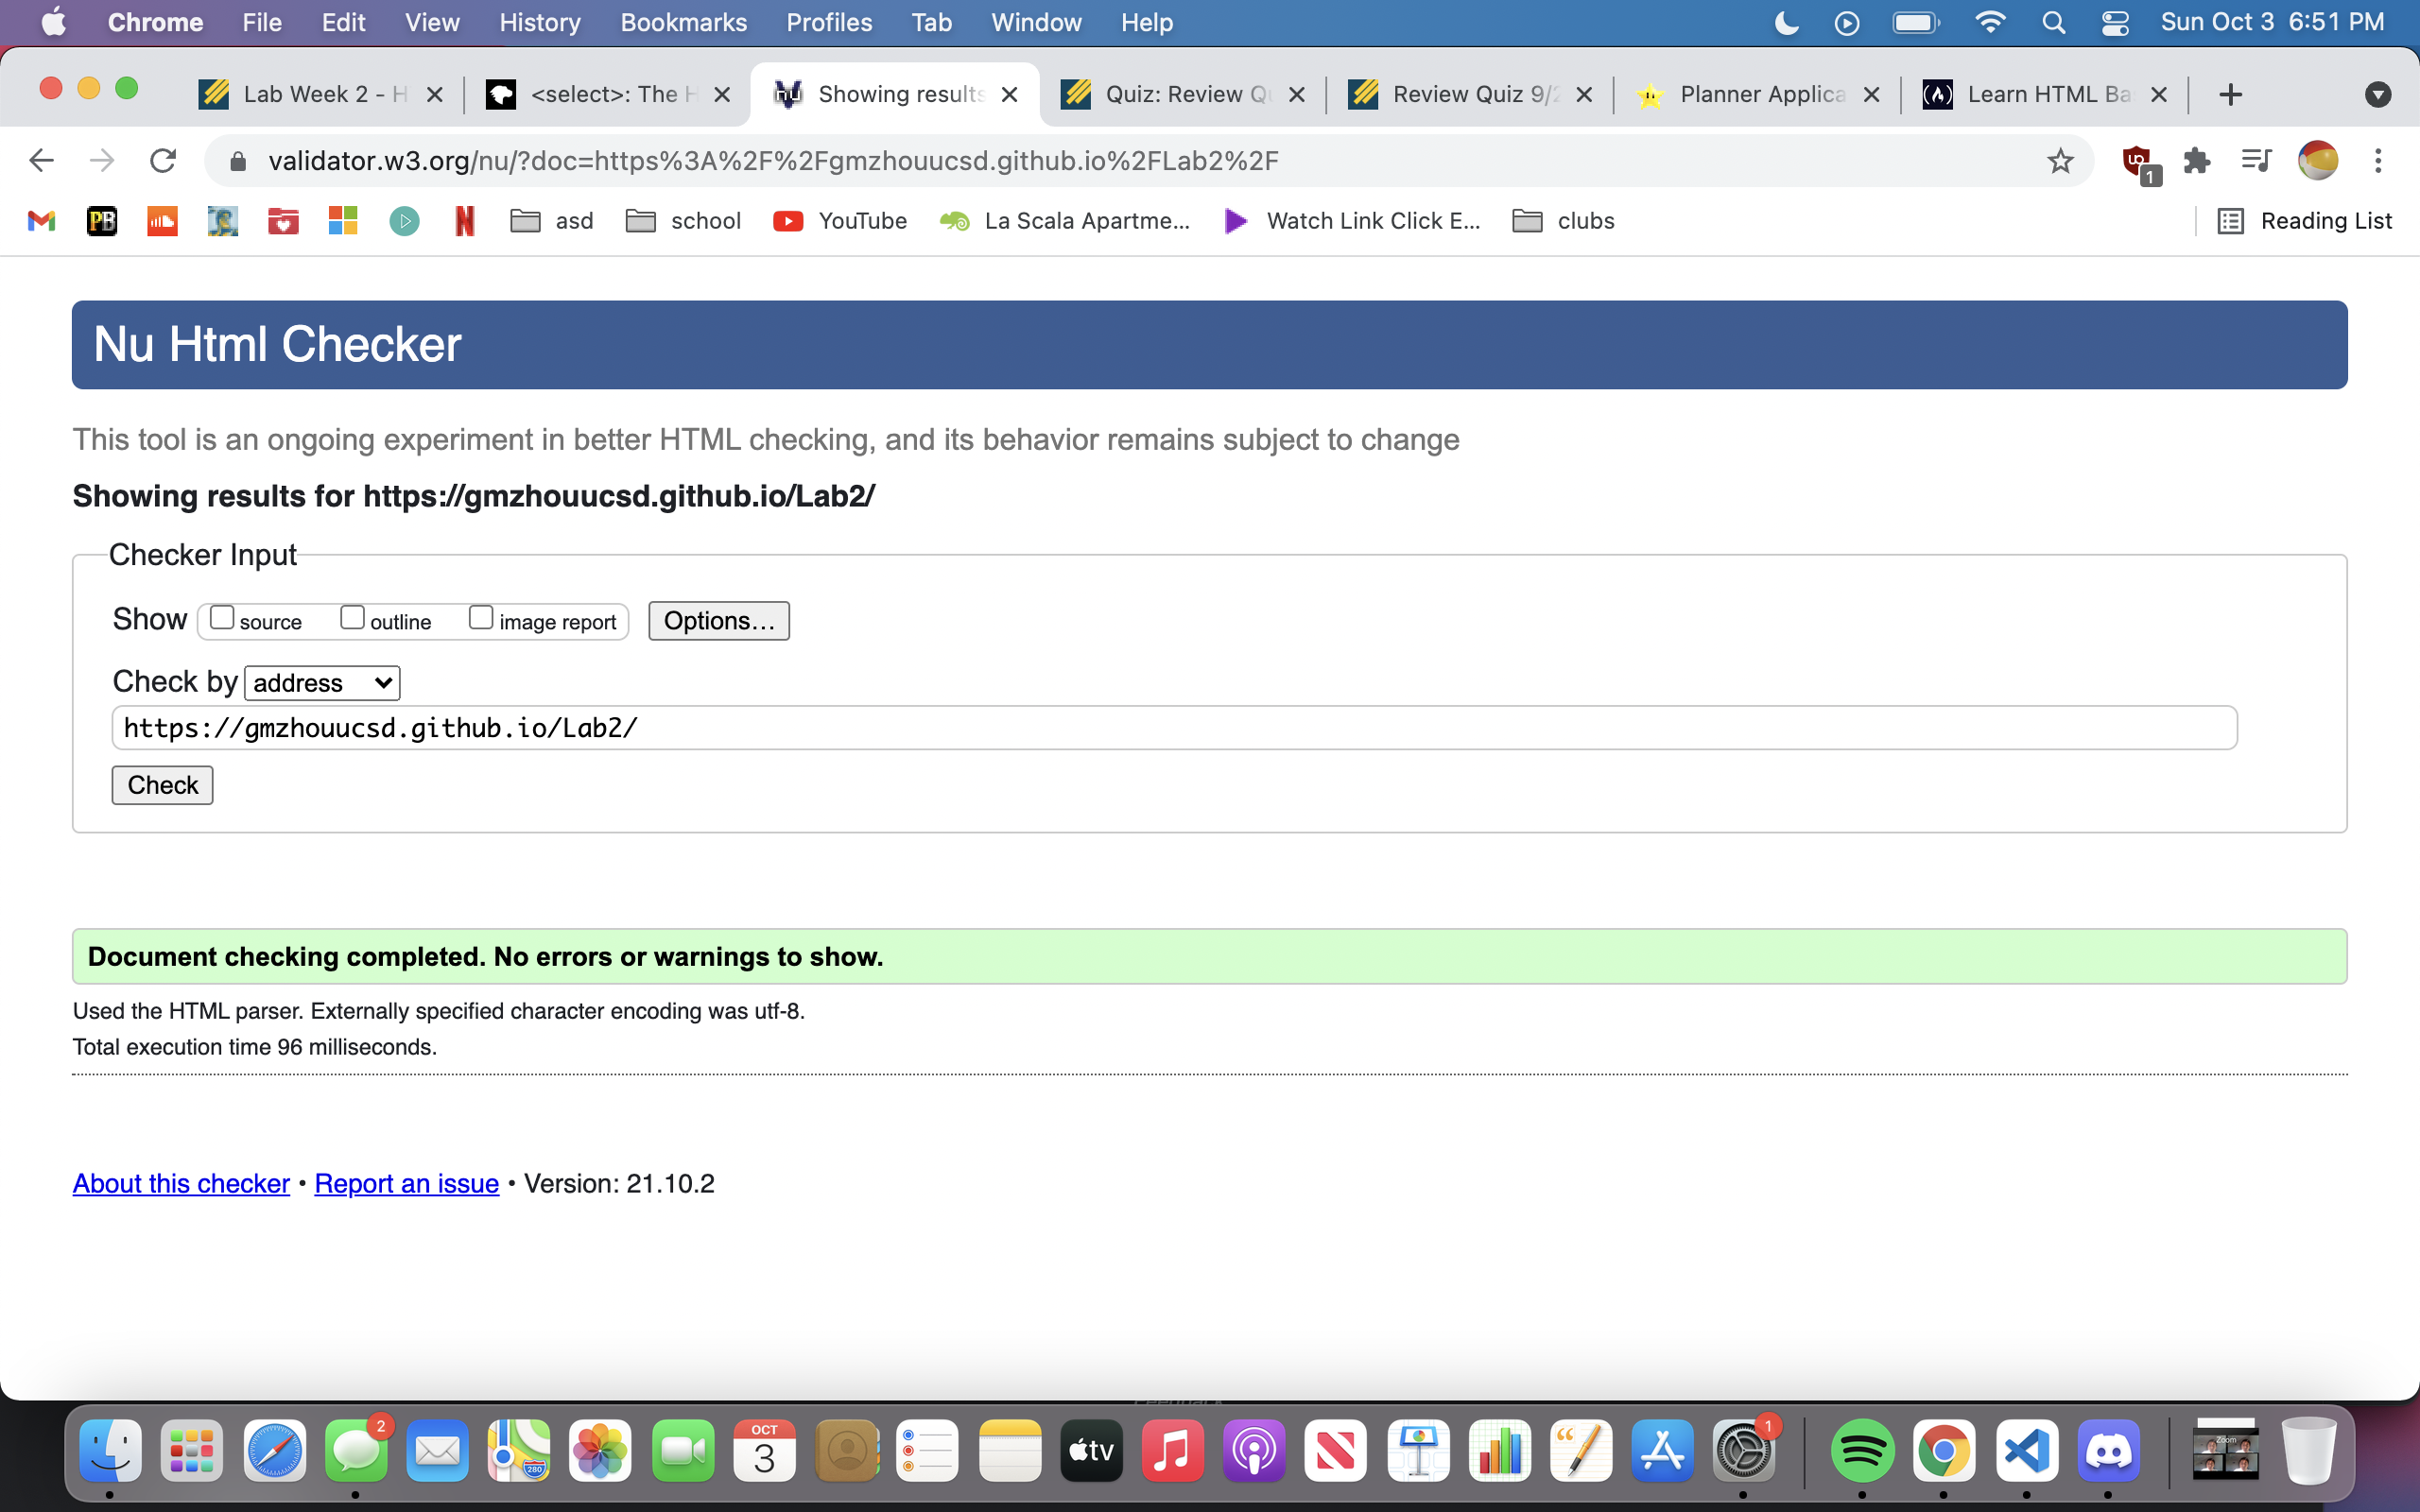 Chrome File Edit View History Bookmarks Profiles Tab Window Help Sun Oct 3 6:51 PM
Lab Week 2 - H <select>: The H Showing results Quiz: Review Qu Review Quiz 9/2 Planner Applica Learn HTML Ba
validator.w3.org/nu/?doc=https%3A%2F%2Fgmzhouucsd.github.io%2FLab2%2F 1
PB asd school YouTube La Scala Apartme... Watch Link Click E... clubs Reading List
Nu Html Checker
This tool is an ongoing experiment in better HTML checking, and its behavior remains subject to change
Showing results for https://gmzhouucsd.github.io/Lab2/
Checker Input
Show source outline image report Options...
Check by address
https://gmzhouucsd.github.io/Lab2/
Check
Document checking completed. No errors or warnings to show.
Used the HTML parser. Externally specified character encoding was utf-8.
Total execution time 96 milliseconds.
About this checker • Report an issue • Version: 21.10.2
2 280 OCT 3 tv 1 Zoom